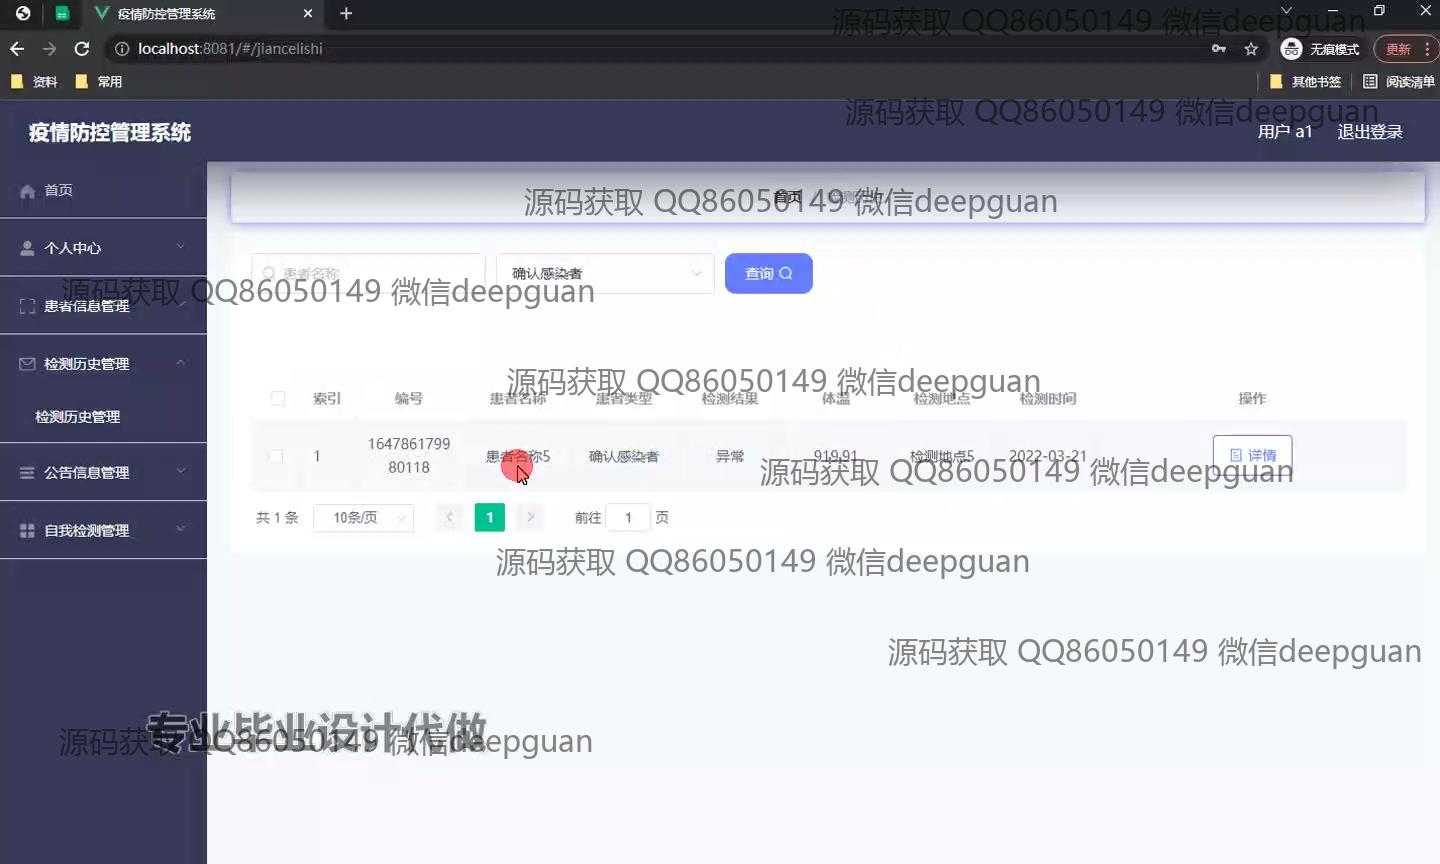 疫情防控管理系统
源码获取 QQ86050149 微信deepguan
localhost:8081/#/jiancelishi
无痕模式
更新
资料
常用
其他书签
阅读清单
源码获取 QQ86050149 微信deepguan
疫情防控管理系统
用户 a1
退出登录
首页
首页
源码获取 QQ86050149 微信deepguan
个人中心
患者名称
确认感染者
查询
源码获取 QQ86050149 微信deepguan
患者信息管理
检测历史管理
源码获取 QQ86050149 微信deepguan
索引 编号 患者名称 患者类型 检测结果 体温 检测地点 检测时间 操作
检测历史管理
1 1647861799 患者名称5 确认感染者 异常 919.91 检测地点5 2022-03-21 详情
80118
公告信息管理
源码获取 QQ86050149 微信deepguan
共 1 条 10条/页 1 前往 1 页
自我检测管理
源码获取 QQ86050149 微信deepguan
源码获取 QQ86050149 微信deepguan
专业毕业设计代做
源码获取 QQ86050149 微信deepguan